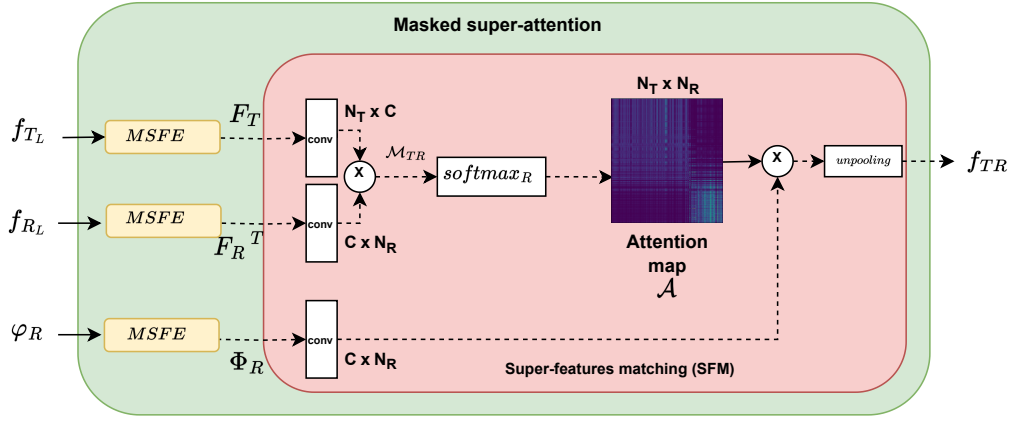 Masked super-attention
f_{T_L}
MSFE
F_T
conv
N_T x C
X
M_{TR}
softmax_R
N_T x N_R
Attention
map
A
X
unpooling
f_{TR}
f_{R_L}
MSFE
F_R^T
conv
C x N_R
φ_R
MSFE
Φ_R
conv
C x N_R
Super-features matching (SFM)